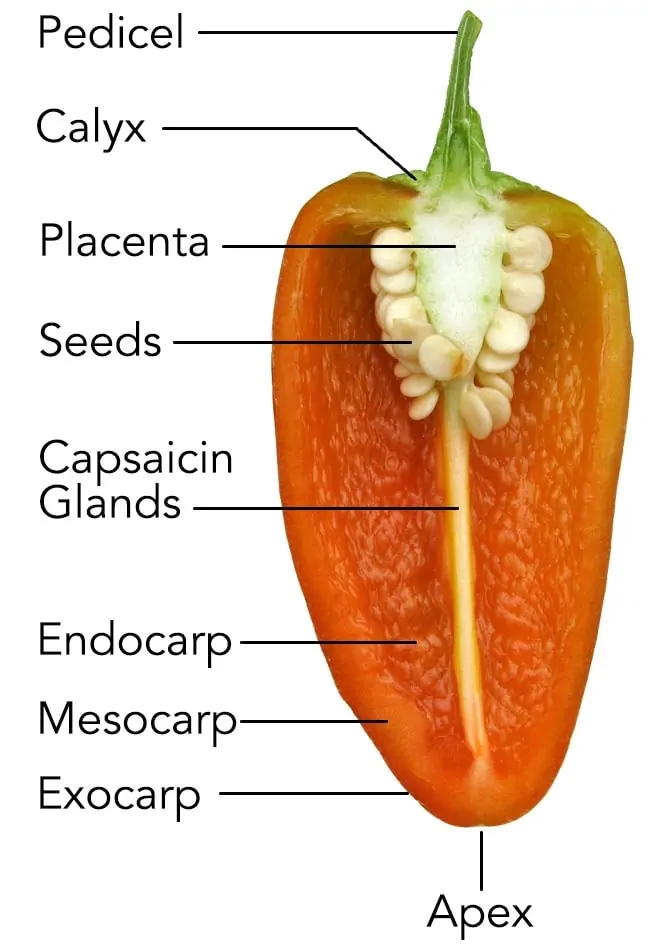 Pedicel
Calyx
Placenta
Seeds
Capsaicin
Glands
Endocarp
Mesocarp
Exocarp
Apex